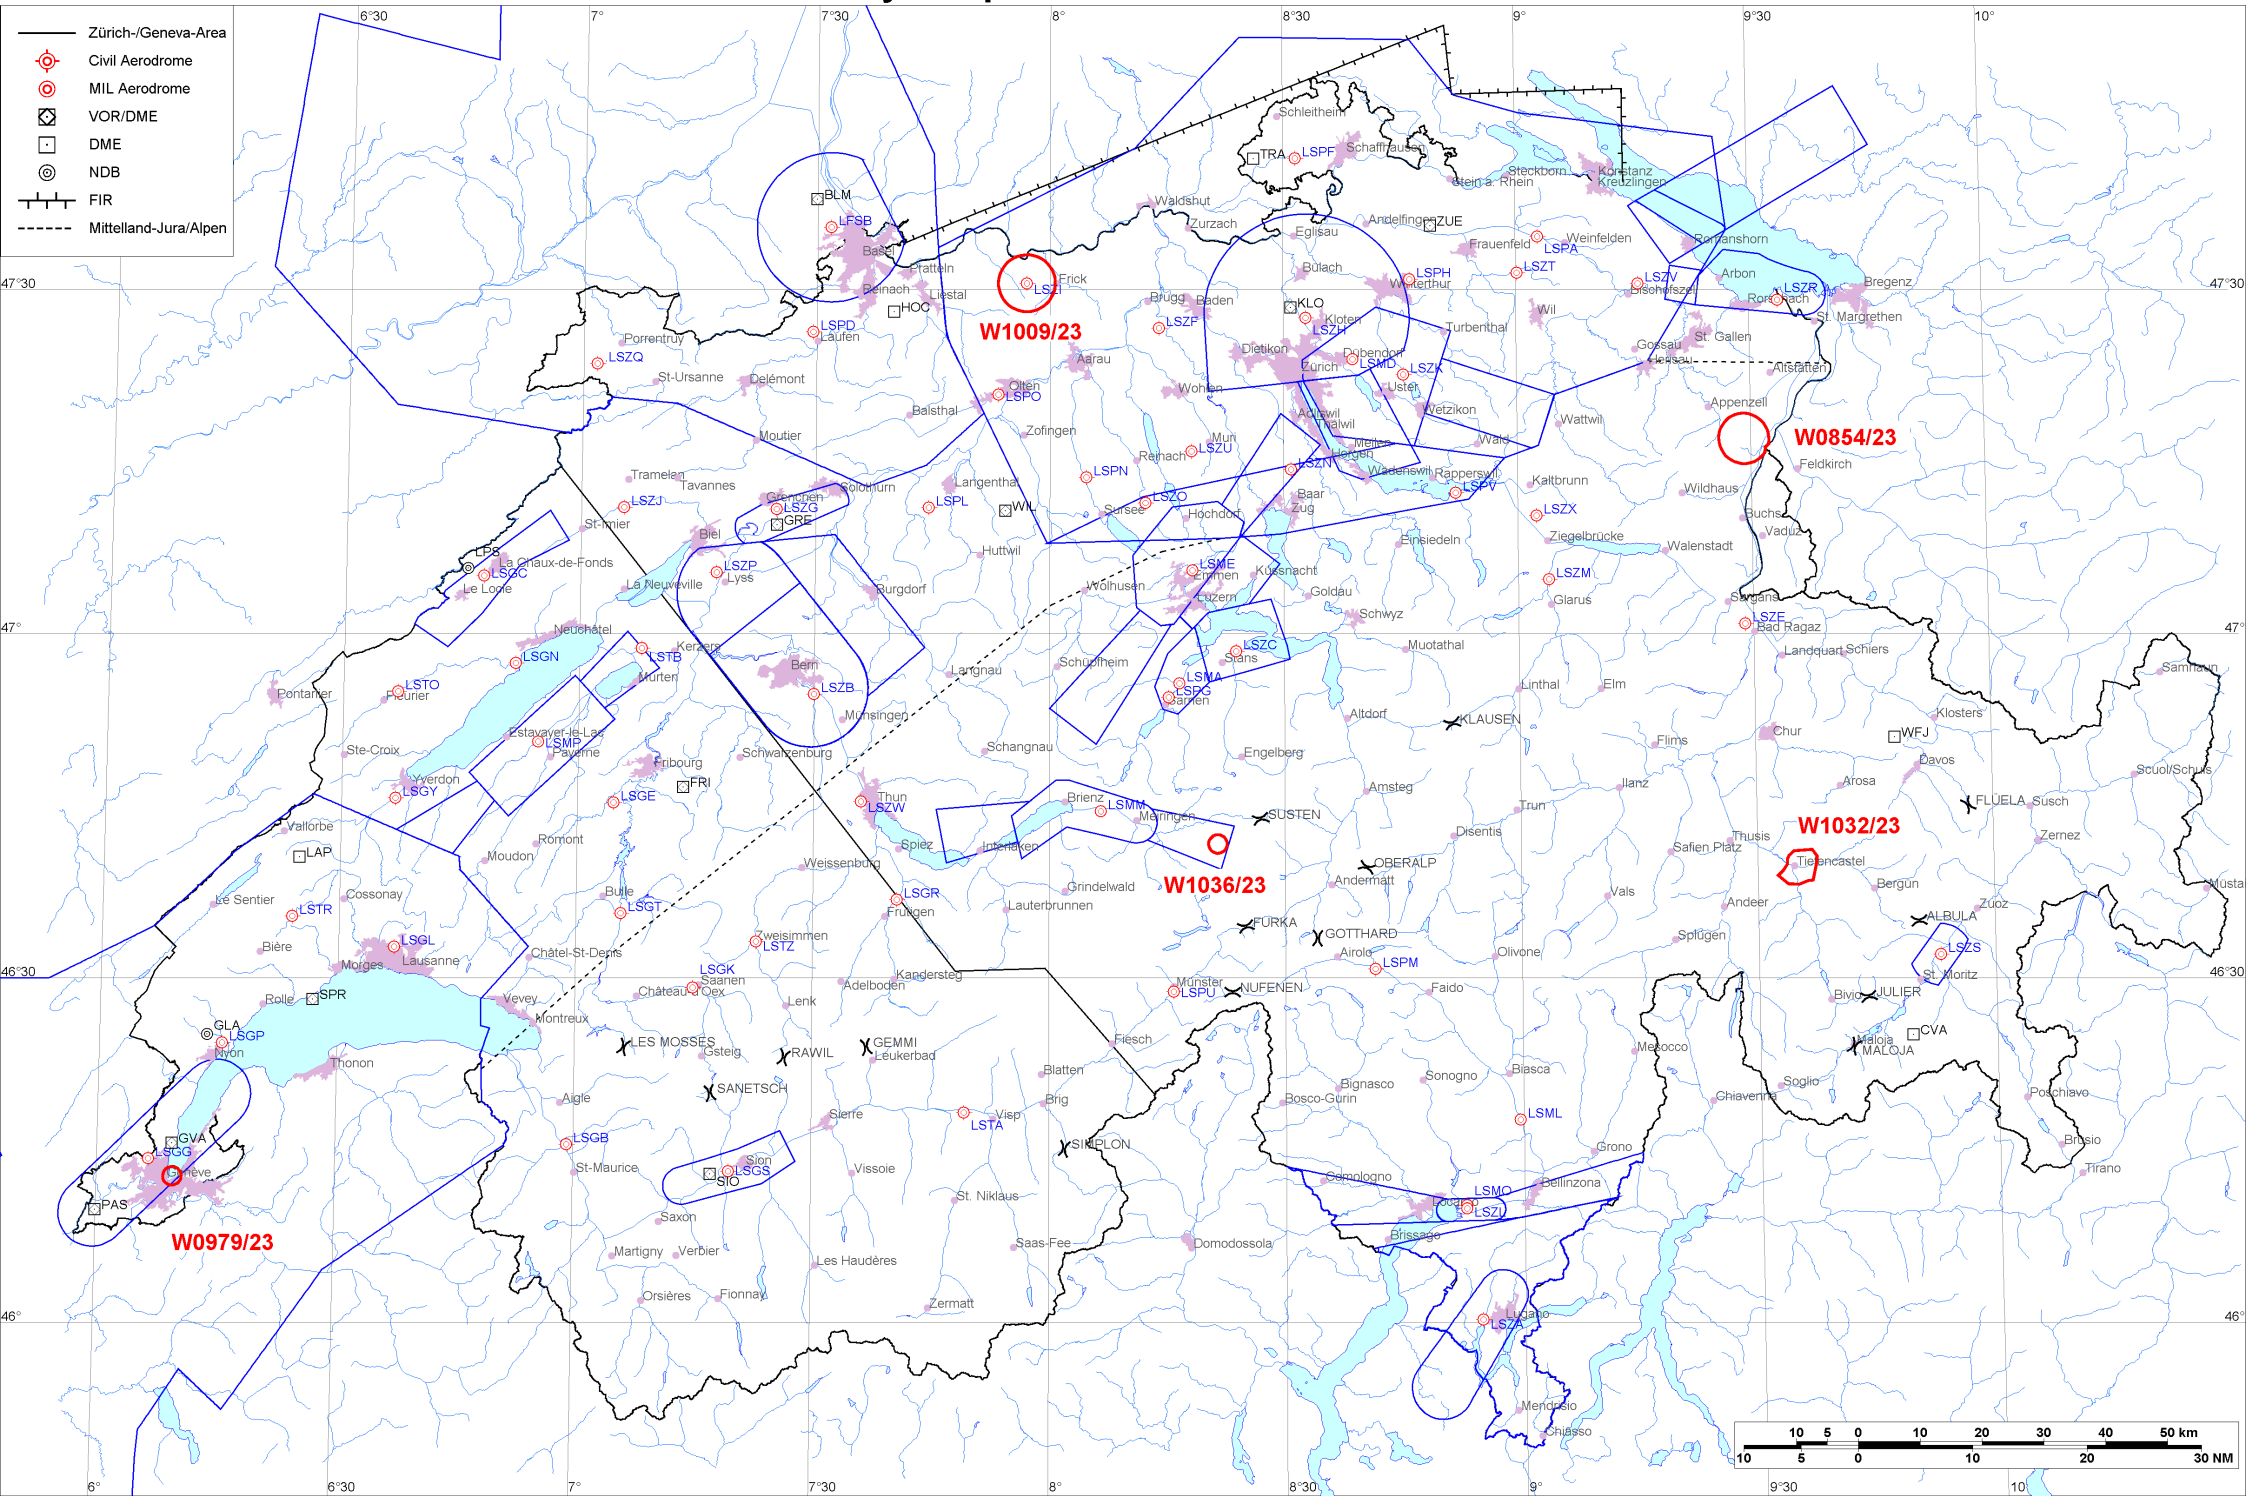 6°30
7°
7°30
8°
8°30
9°
9°30
10°
Zürich-/Geneva-Area
Civil Aerodrome
MIL Aerodrome
VOR/DME
DME
NDB
FIR
Mittelland-Jura/Alpen
Schleitheim
TRA
LSPF
Schaffhausen
Steckborn
Stein a. Rhein
Konstanz
Kreuzlingen
BLM
LFSB
Basel
Waldshut
Zurzach
Eglisau
Andelfingen
ZUE
Frauenfeld
LSPA
Weinfelden
Romanshorn
Pratteln
Reinach
Liestal
HOC
47°30
LSZI
Frick
W1009/23
Bülach
LSPH
Winterthur
LSZT
LSZV
Bischofszell
Arbon
LSZR
Rorschach
Bregenz
47°30
St. Margrethen
LSPD
Laufen
Porrentruy
LSZQ
St-Ursanne
Delémont
Brugg
Baden
LSZF
KLO
Kloten
LSZH
Turbenthal
Wil
Gossau
St. Gallen
Herisau
Altstätten
Aarau
Dietikon
Zürich
Dübendorf
LSMD
LSZK
Uster
Wetzikon
Olten
LSPO
Balsthal
Wohlen
Zofingen
Adliswil
Thalwil
Wattwil
Appenzell
W0854/23
Moutier
Tramelan
Tavannes
Reinach
Muri
LSZU
Meilen
Horgen
Wald
LSZN
Wädenswil
Rapperswil
LSPV
Kaltbrunn
Feldkirch
Wildhaus
LSZJ
St-Imier
Grenchen
Solothurn
LSZG
GRE
Langenthal
LSPL
WIL
LSPN
LSZO
Sursee
Hochdorf
Baar
Zug
LSZX
Buchs
Vaduz
Biel
LPS
La Chaux-de-Fonds
LSGC
Le Locle
LSZP
Lyss
La Neuveville
Huttwil
Burgdorf
Wolhusen
LSME
Emmen
Luzern
Küssnacht
Goldau
Einsiedeln
Ziegelbrücke
Walenstadt
LSZM
Glarus
Schwyz
Sargans
LSZE
Bad Ragaz
47°
47°
Neuchâtel
LSGN
LSTB
Kerzers
Murten
LSTO
Fleurier
Pontarlier
Bern
LSZB
Münsingen
Langnau
Schüpfheim
LSZC
Stans
LSMA
LSPG
Sarnen
Muotathal
Landquart
Schiers
Samnaun
Linthal
Elm
Altdorf
KLAUSEN
Klosters
Ste-Croix
Estavayer-le-Lac
LSMP
Payerne
Schwarzenburg
Schangnau
Engelberg
Flims
Chur
WFJ
Davos
Yverdon
LSGY
Fribourg
FRI
LSGE
Thun
LSZW
Brienz
LSMM
Meiringen
SUSTEN
Amsteg
Trun
Ilanz
Arosa
FLÜELA
Susch
Scuol/Schuls
Vallorbe
LAP
Romont
Moudon
Spiez
Interlaken
Weissenburg
W1036/23
OBERALP
Andermatt
Disentis
Safien Platz
Thusis
W1032/23
Tiefencastel
Zernez
Bergün
Le Sentier
LSTR
Cossonay
Bulle
LSGT
LSGR
Frutigen
Grindelwald
Lauterbrunnen
FURKA
GOTTHARD
Vals
Andeer
ALBULA
Zuoz
Bière
LSGL
Lausanne
Morges
Châtel-St-Denis
Zweisimmen
LSTZ
Airolo
LSPM
Olivone
Splügen
LSZS
St. Moritz
46°30
46°30
Rolle
SPR
Vevey
Montreux
LSGK
Saanen
Château-d'Oex
Adelboden
Kandersteg
Lenk
Münster
LSPU
NUFENEN
Faido
Bivio
JULIER
GLA
LSGP
Nyon
Thonon
LES MOSSES
Gsteig
RAWIL
GEMMI
Leukerbad
Fiesch
Mesocco
CVA
Maloja
MALOJA
SANETSCH
Aigle
Blatten
Brig
Bignasco
Sonogno
Biasca
Soglio
Chiavenna
Poschiavo
Sierre
LSTA
Visp
Bosco-Gurin
LSML
GVA
LSGG
Genève
LSGB
St-Maurice
Sion
LSGS
SIO
SIMPLON
Grono
Brusio
Tirano
PAS
W0979/23
Vissoie
St. Niklaus
Comologno
LSMO
LSZL
Bellinzona
Saxon
Martigny
Verbier
Les Haudères
Saas-Fee
Domodossola
Brissago
Orsières
Fionnay
Zermatt
Lugano
LSZA
46°
46°
Mendrisio
Chiasso
10 5 0 10 20 30 40 50 km
10 5 0 10 20 30 NM
6°
6°30
7°
7°30
8°
8°30
9°
9°30
10